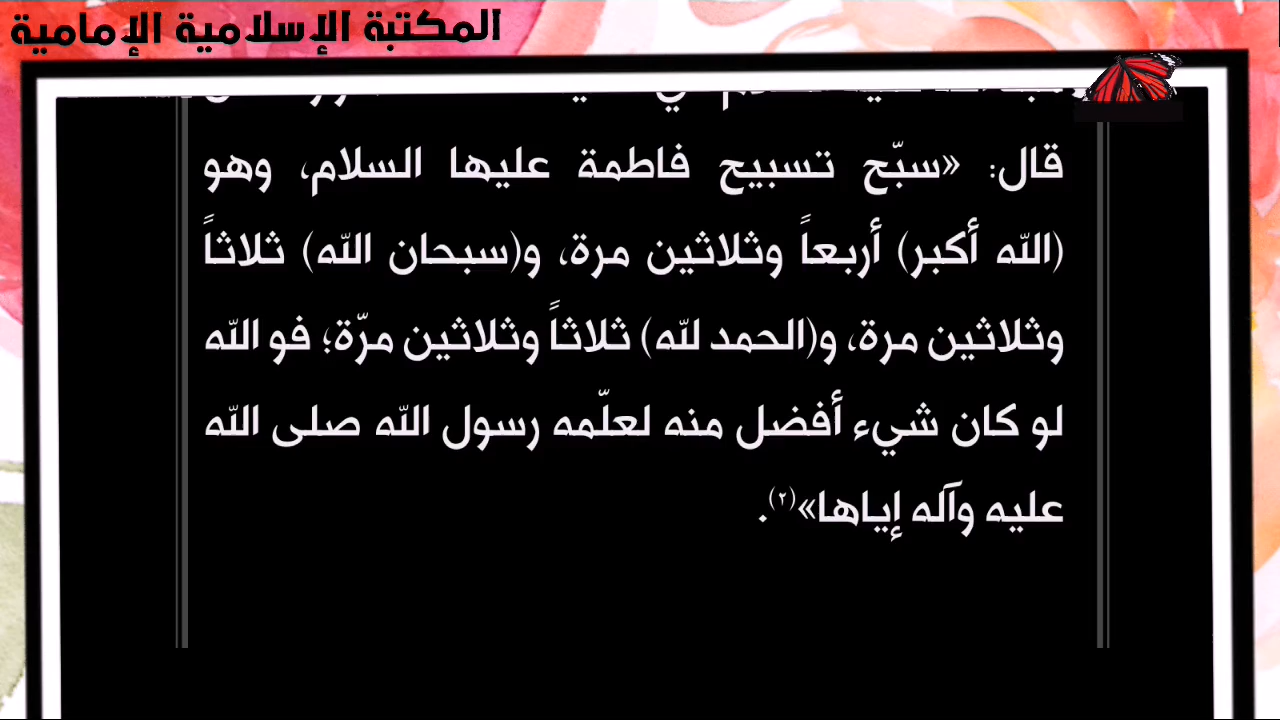 المكتبة الإسلامية الإمامية
قال: «سبّح تسبيح فاطمة عليها السلام، وهو
(الله أكبر) أربعاً وثلاثين مرة، و(سبحان الله) ثلاثاً
وثلاثين مرة، و(الحمد لله) ثلاثاً وثلاثين مرّة؛ فو الله
لو كان شيء أفضل منه لعلّمه رسول الله صلى الله
عليه وآله إياها»(٢).